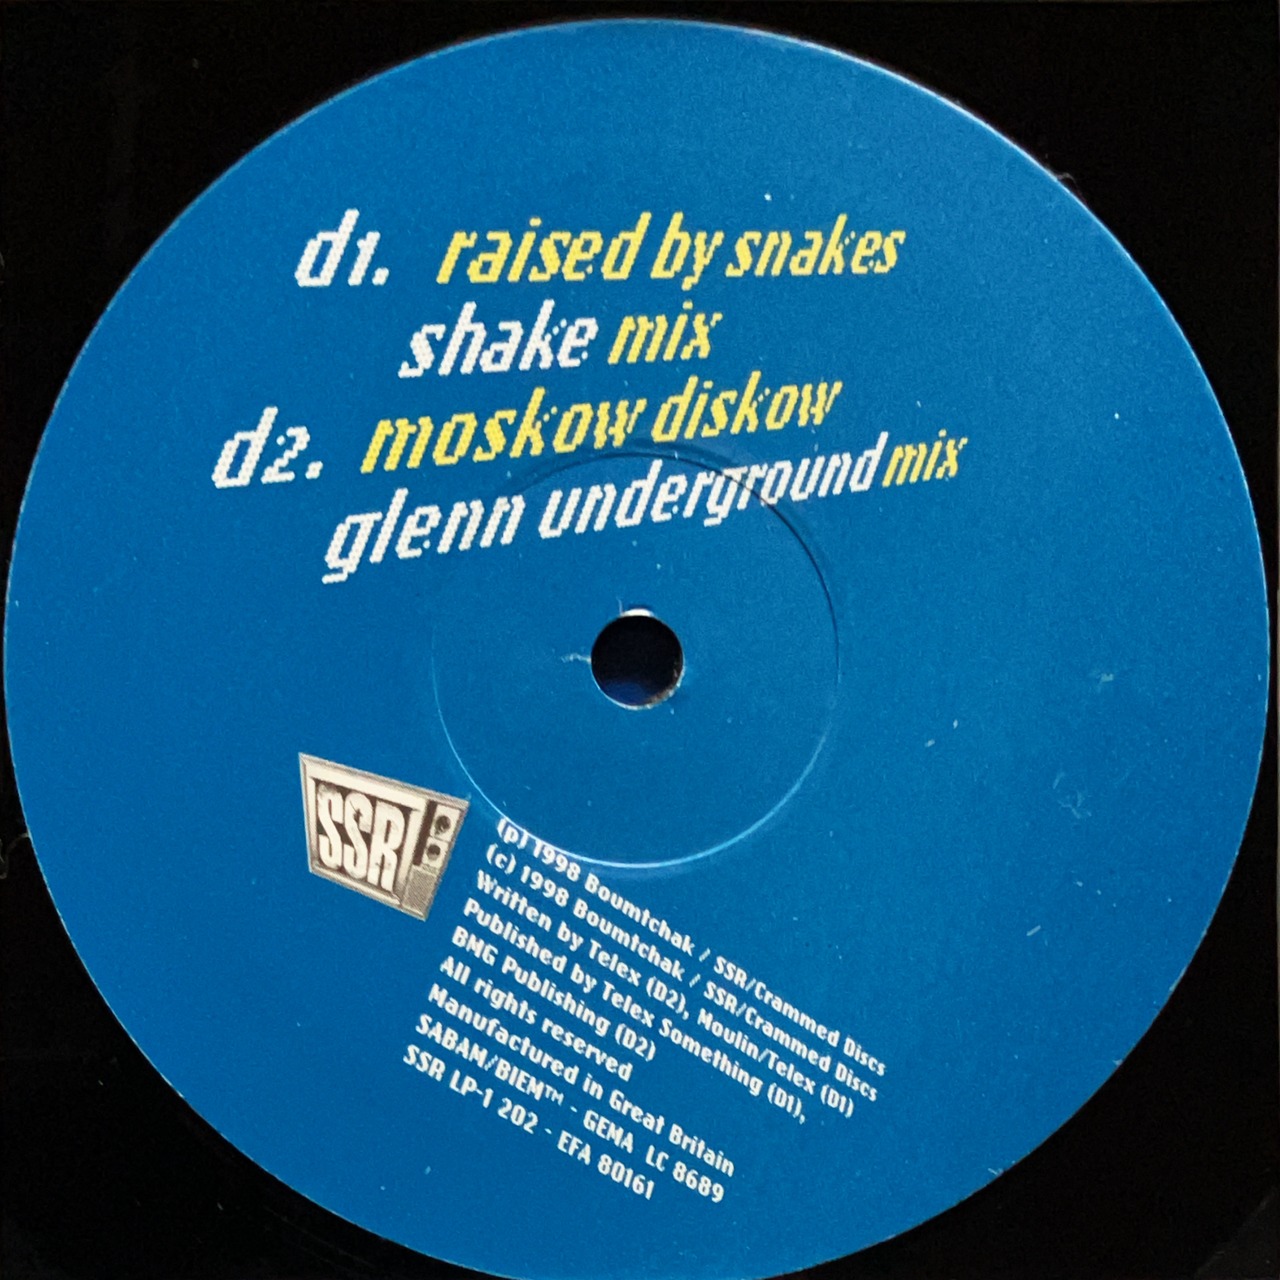 d1. raised by snakes
shake mix
d2. moskow diskow
glenn underground mix
SSR
(p) 1998 Boumtchak / SSR/Crammed Discs
(c) 1998 Boumtchak / SSR/Crammed Discs
Written by Telex (D2), Moulin/Telex (D1)
Published by Telex Something (D1),
BMG Publishing (D2)
All rights reserved
Manufactured in Great Britain
SABAM/BIEM™ - GEMA LC 8689
SSR LP-1 202 - EFA 80161